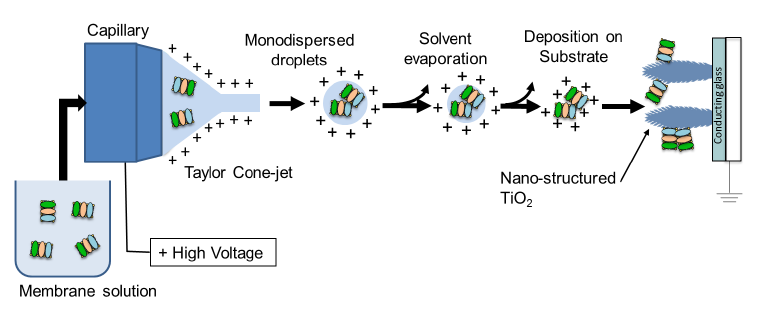 Capillary
Monodispersed
droplets
Solvent
evaporation
Deposition on
Substrate
Conducting glass
Taylor Cone-jet
Nano-structured
TiO2
+ High Voltage
Membrane solution